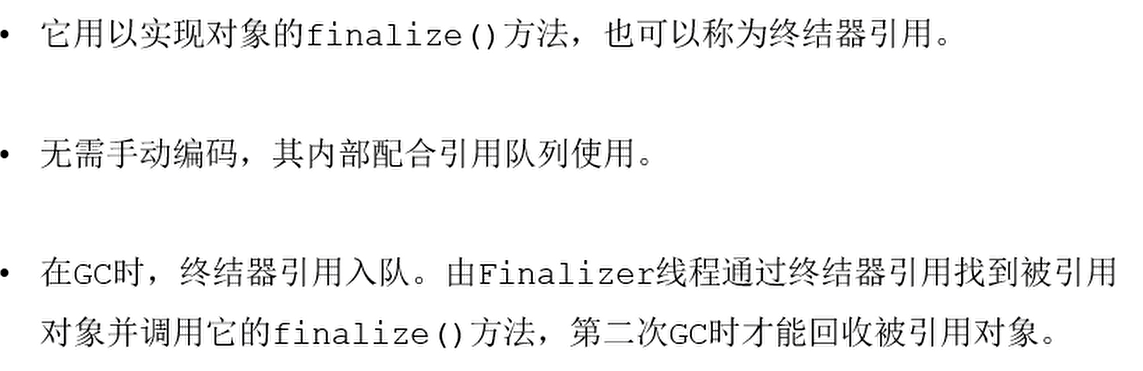 • 它用以实现对象的finalize()方法，也可以称为终结器引用。
• 无需手动编码，其内部配合引用队列使用。
• 在GC时，终结器引用入队。由Finalizer线程通过终结器引用找到被引用
对象并调用它的finalize()方法，第二次GC时才能回收被引用对象。